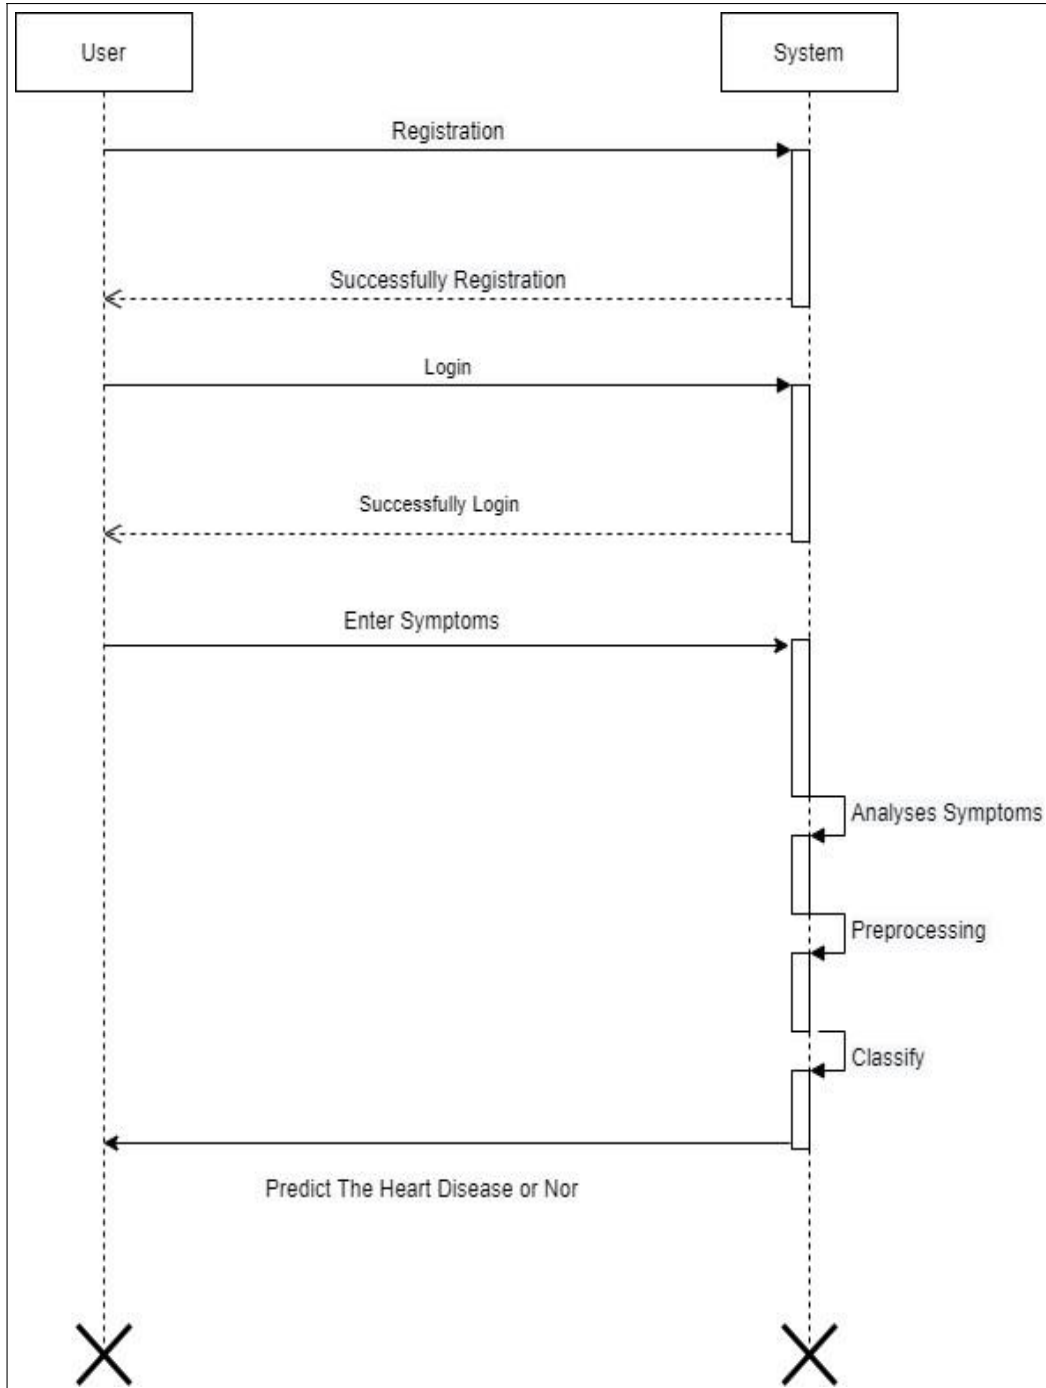 User
System
Registration
Successfully Registration
Login
Successfully Login
Enter Symptoms
Analyses Symptoms
Preprocessing
Classify
Predict The Heart Disease or Nor